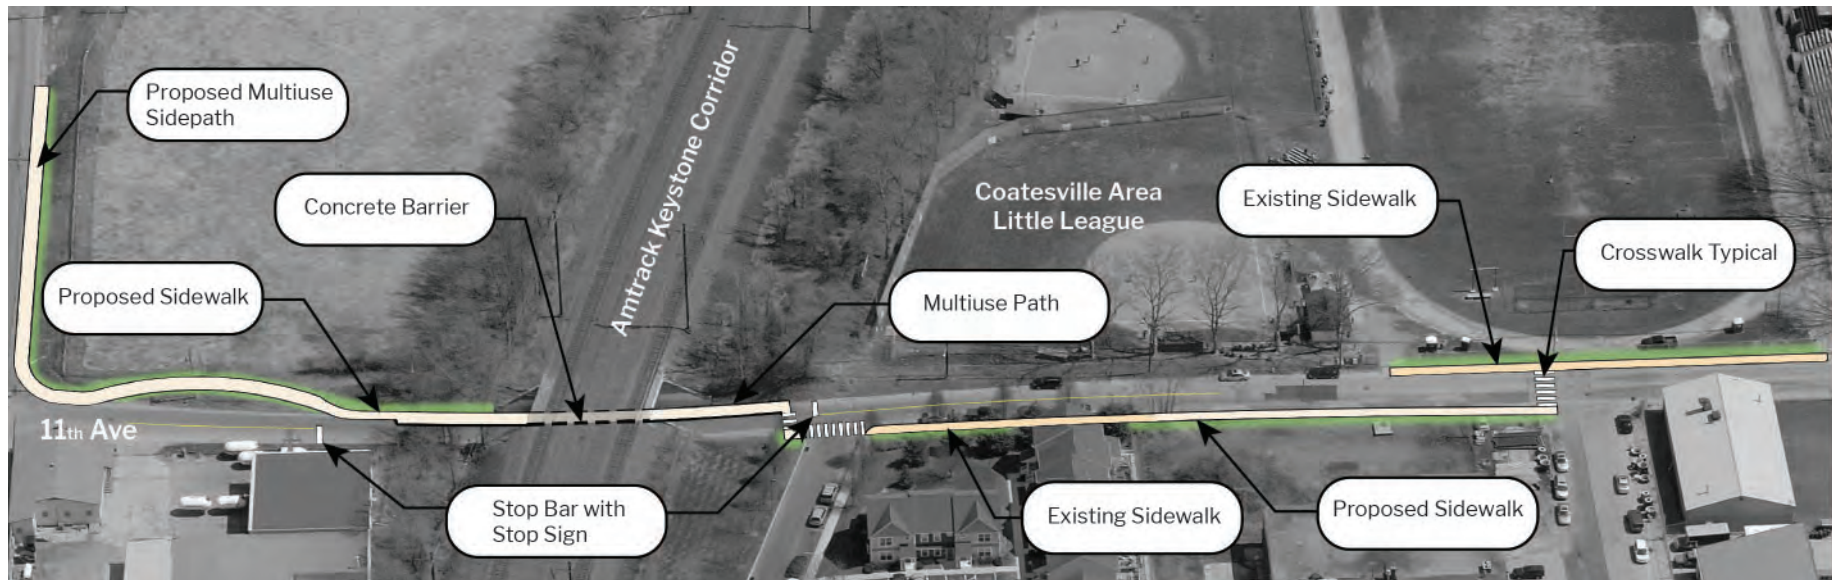 Proposed Multiuse
Sidepath
Concrete Barrier
Amtrack Keystone Corridor
Coatesville Area
Little League
Existing Sidewalk
Crosswalk Typical
Proposed Sidewalk
Multiuse Path
11th Ave
Stop Bar with
Stop Sign
Existing Sidewalk
Proposed Sidewalk